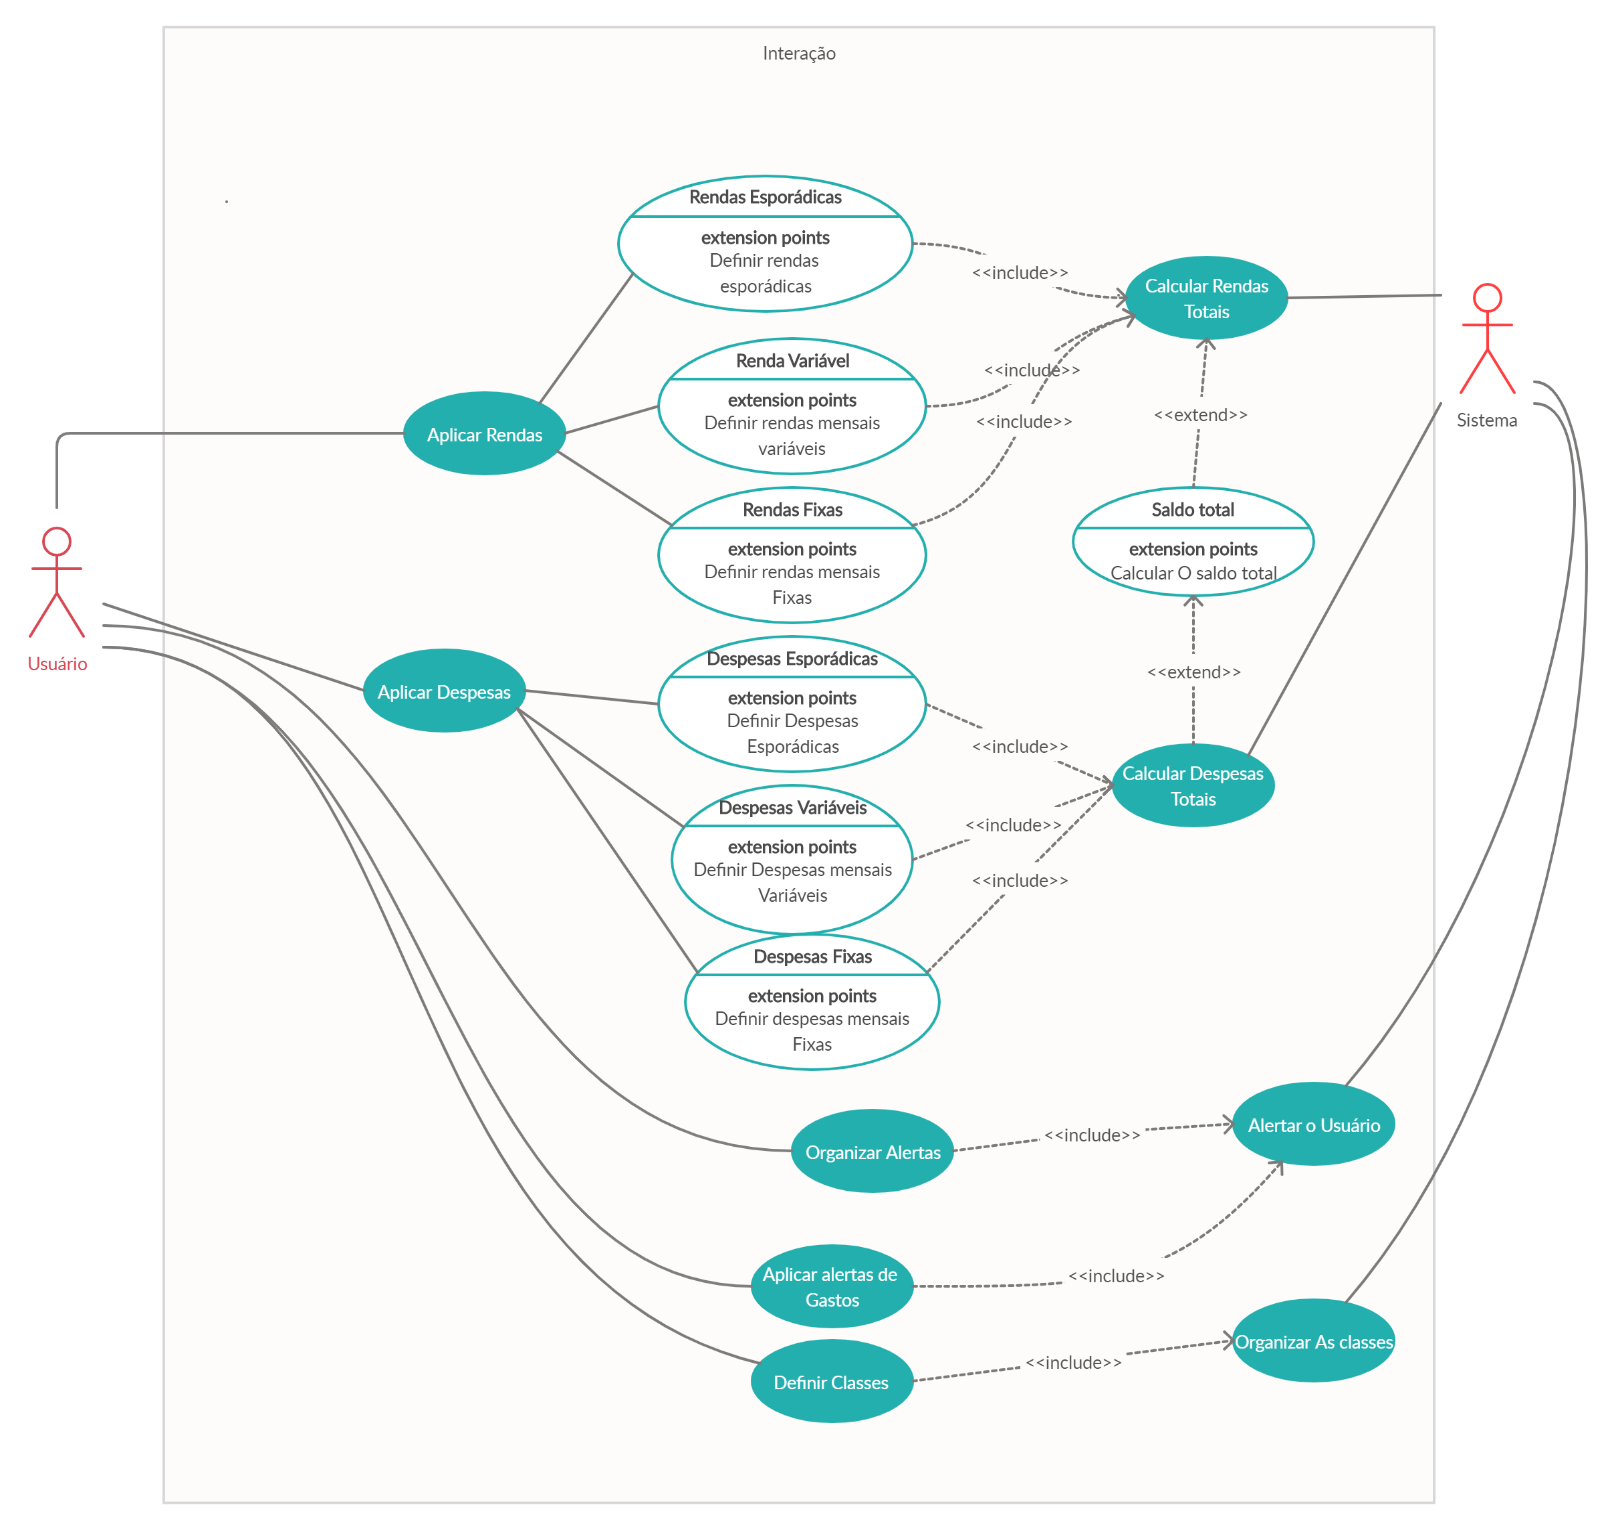 Interação
Rendas Esporádicas
extension points
Definir rendas
esporádicas
<<include>>
Calcular Rendas
Totais
Renda Variável
extension points
Definir rendas mensais
variáveis
<<include>>
<<include>>
<<extend>>
Sistema
Aplicar Rendas
Rendas Fixas
extension points
Definir rendas mensais
Fixas
Saldo total
extension points
Calcular O saldo total
Usuário
Aplicar Despesas
Despesas Esporádicas
extension points
Definir Despesas
Esporádicas
<<extend>>
<<include>>
Calcular Despesas
Totais
Despesas Variáveis
extension points
Definir Despesas mensais
Variáveis
<<include>>
<<include>>
Despesas Fixas
extension points
Definir despesas mensais
Fixas
Organizar Alertas
<<include>>
Alertar o Usuário
Aplicar alertas de
Gastos
<<include>>
Definir Classes
<<include>>
Organizar As classes